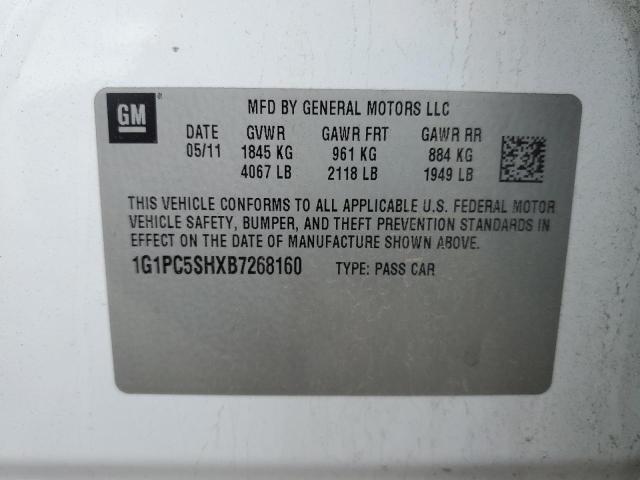 GM
MFD BY GENERAL MOTORS LLC
DATE GVWR GAWR FRT GAWR RR
05/11 1845 KG 961 KG 884 KG
4067 LB 2118 LB 1949 LB
THIS VEHICLE CONFORMS TO ALL APPLICABLE U.S. FEDERAL MOTOR
VEHICLE SAFETY, BUMPER, AND THEFT PREVENTION STANDARDS IN
EFFECT ON THE DATE OF MANUFACTURE SHOWN ABOVE.
1G1PC5SHXB7268160 TYPE: PASS CAR